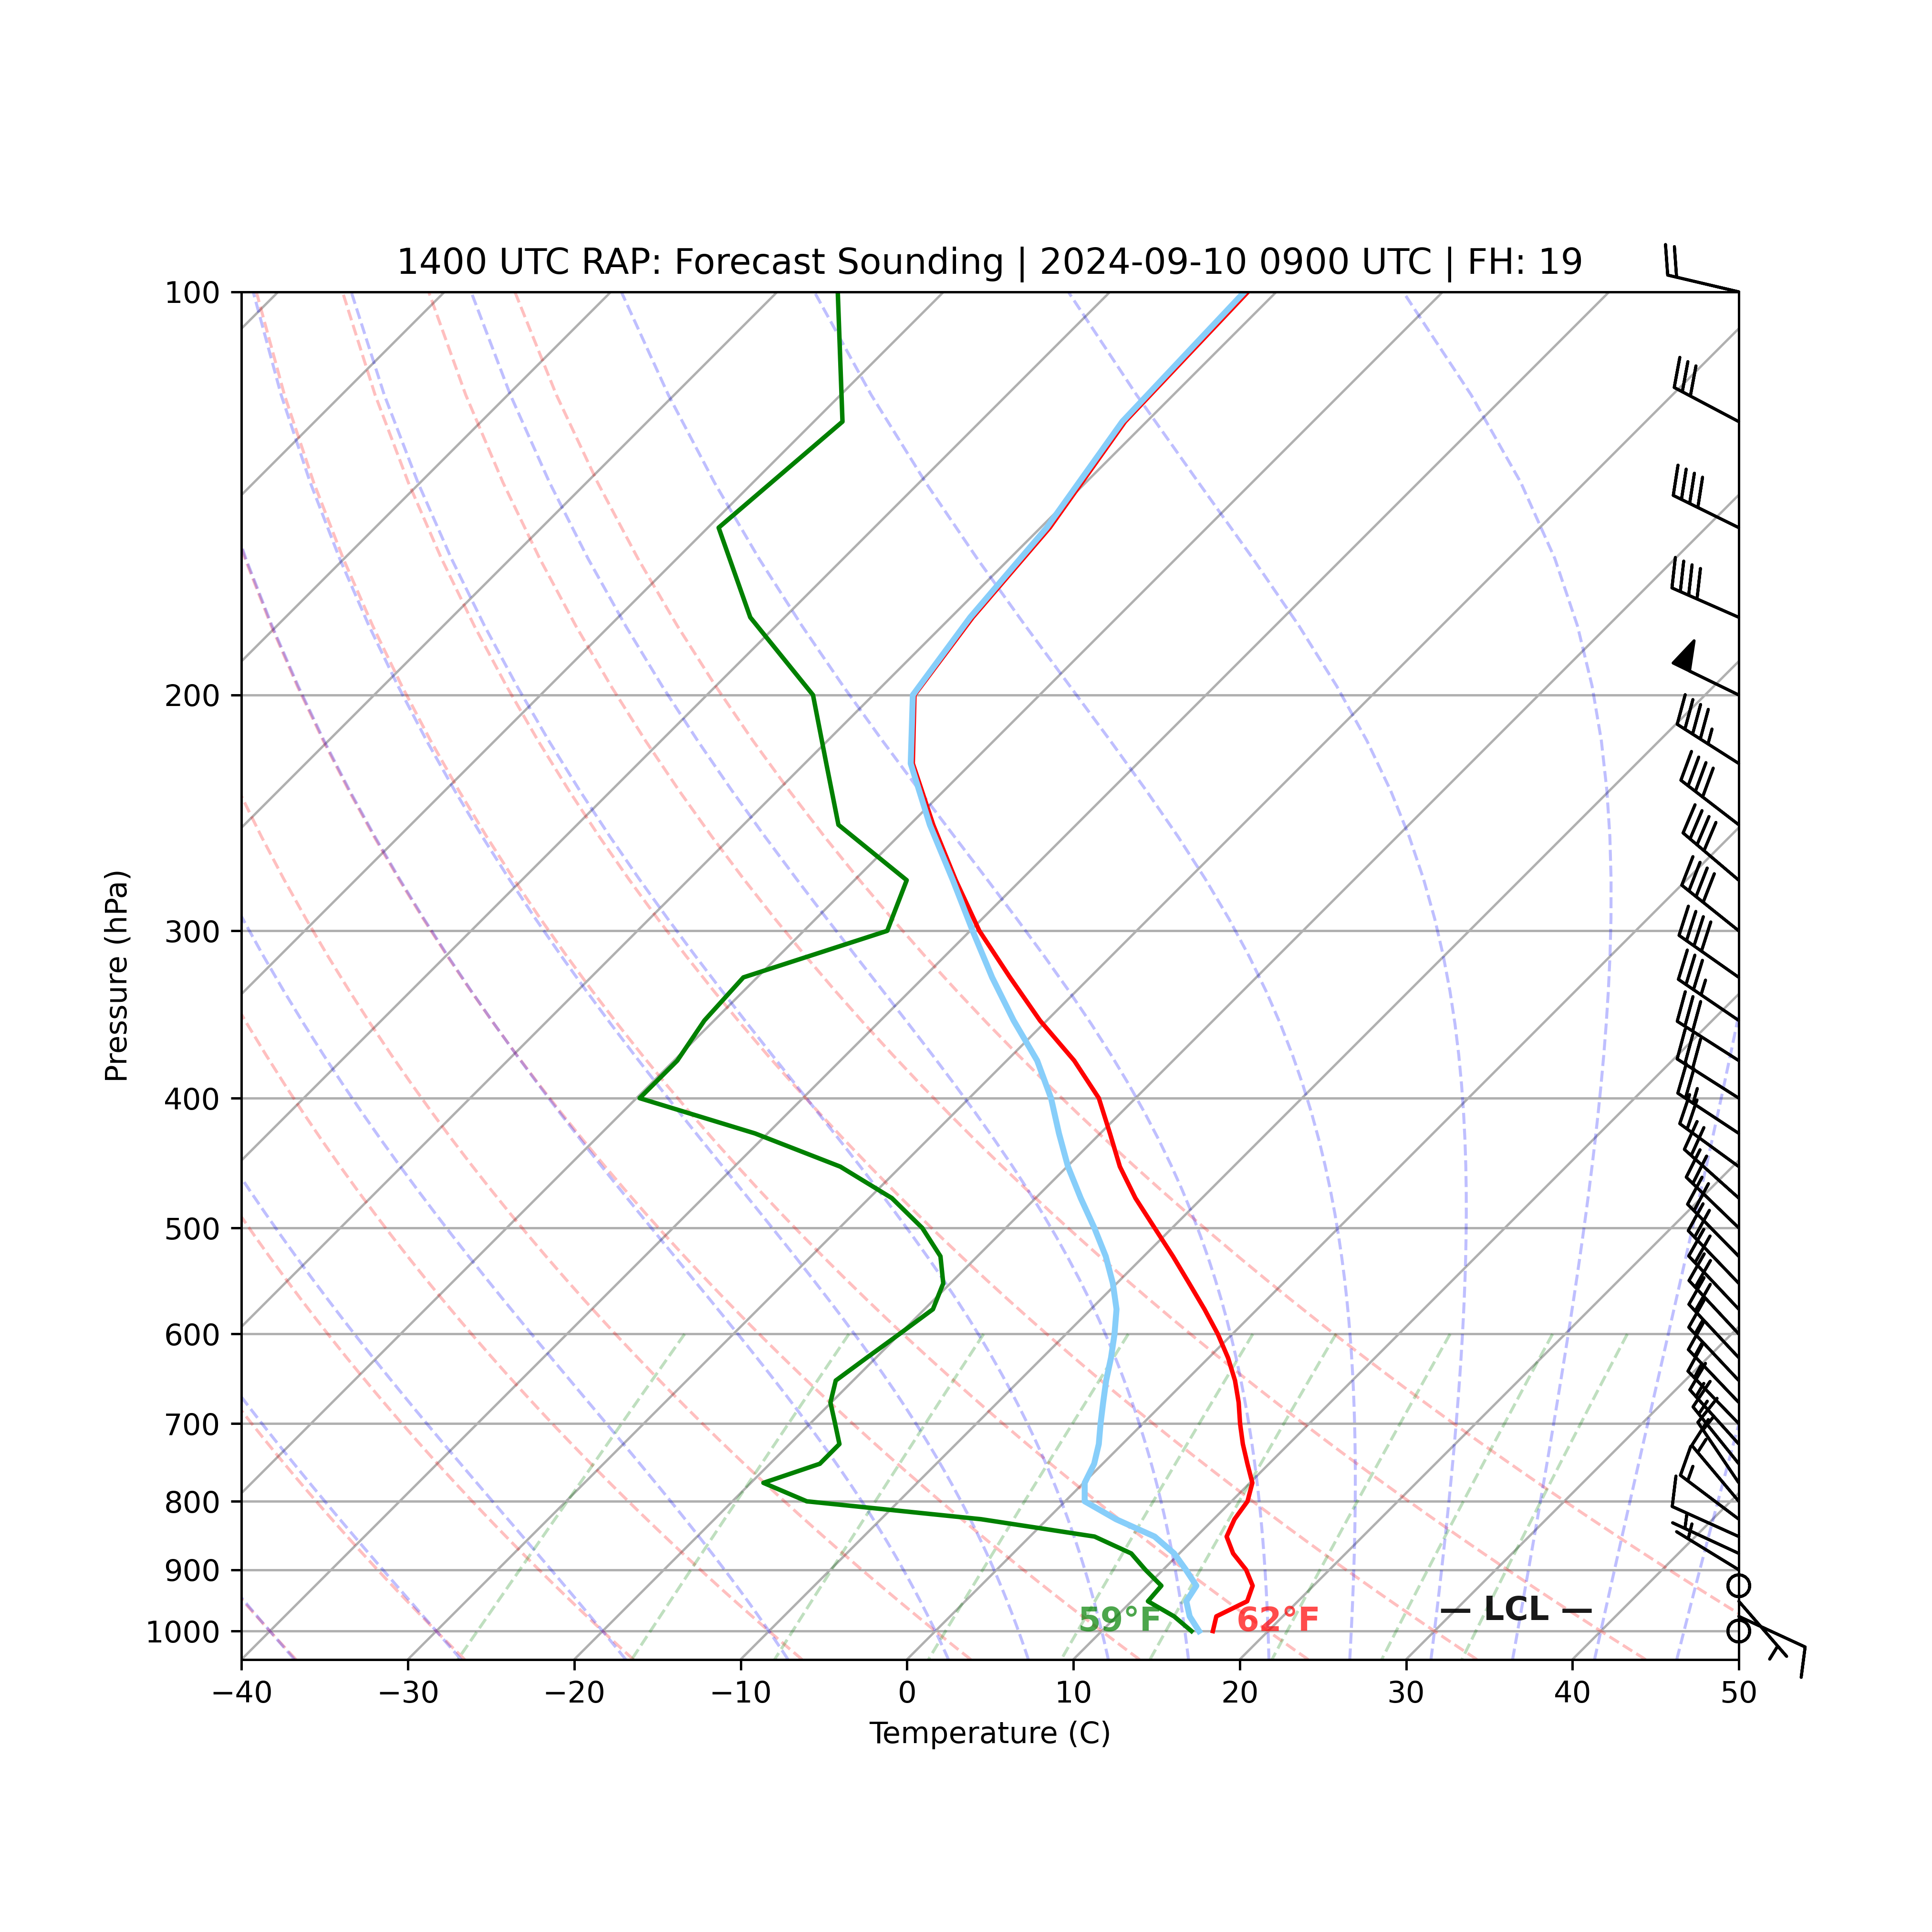 1400 UTC RAP: Forecast Sounding | 2024-09-10 0900 UTC | FH: 19
100
200
300
400
500
600
700
800
900
1000
Pressure (hPa)
59°F
62°F
— LCL —
−40 −30 −20 −10 0 10 20 30 40 50
Temperature (C)